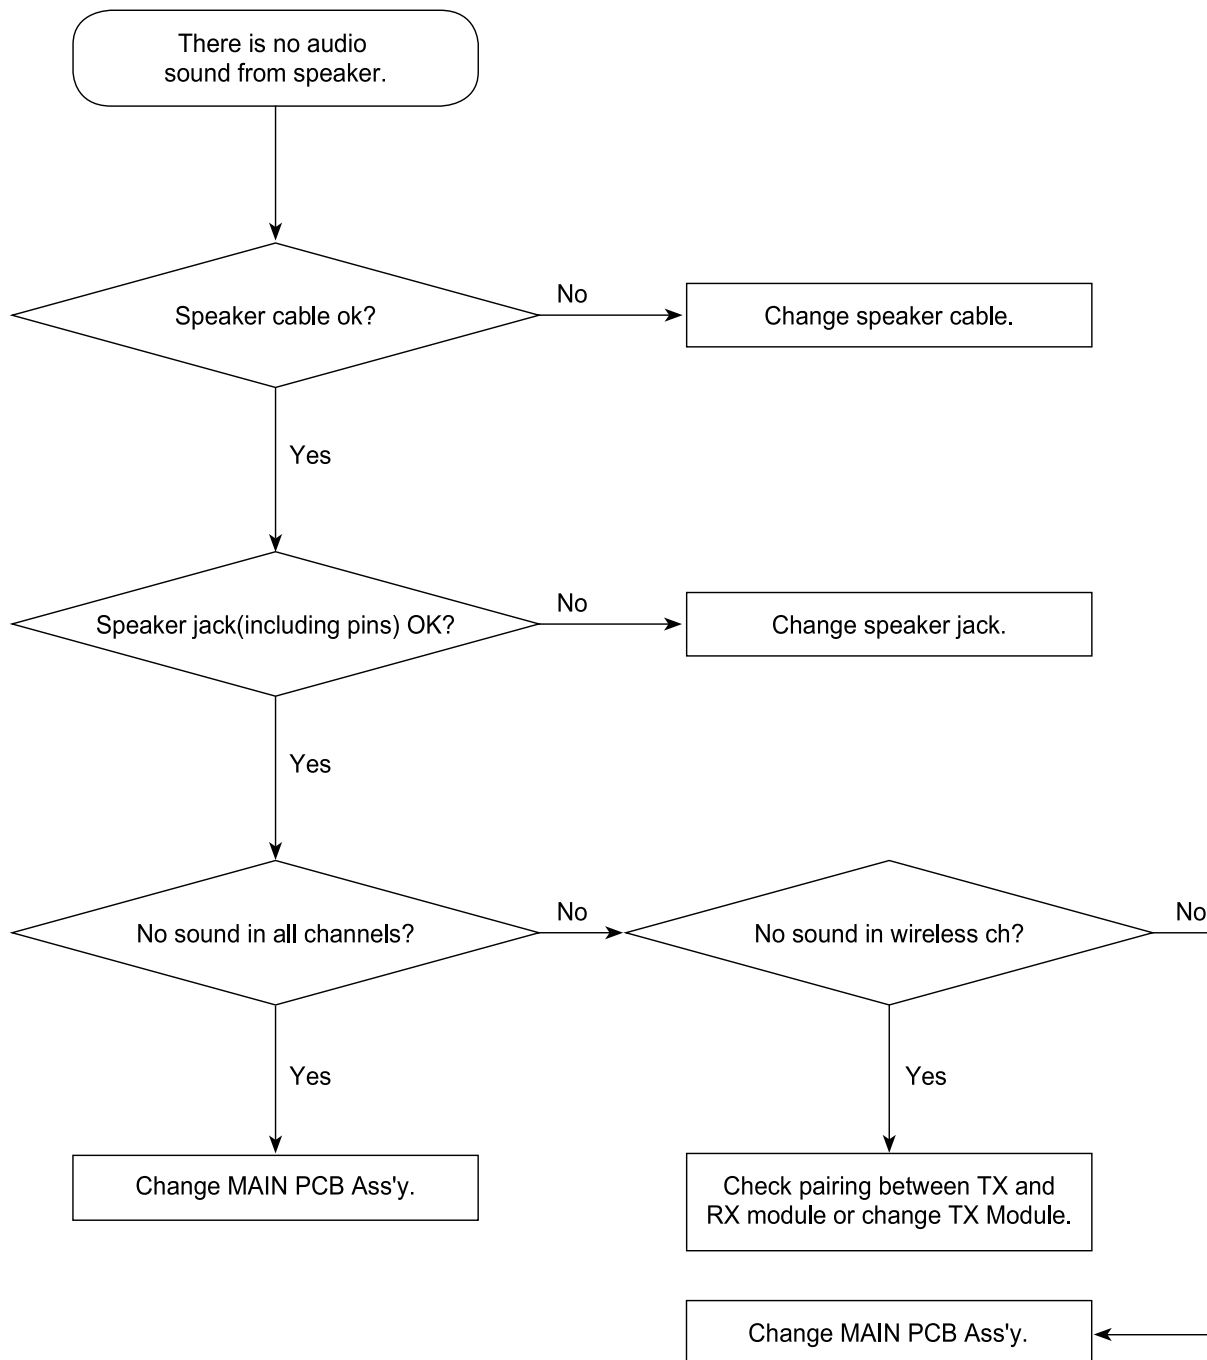 There is no audio
sound from speaker.
Speaker cable ok?
No
Change speaker cable.
Yes
Speaker jack(including pins) OK?
No
Change speaker jack.
Yes
No sound in all channels?
No
No sound in wireless ch?
No
Yes
Yes
Change MAIN PCB Ass'y.
Check pairing between TX and
RX module or change TX Module.
Change MAIN PCB Ass'y.